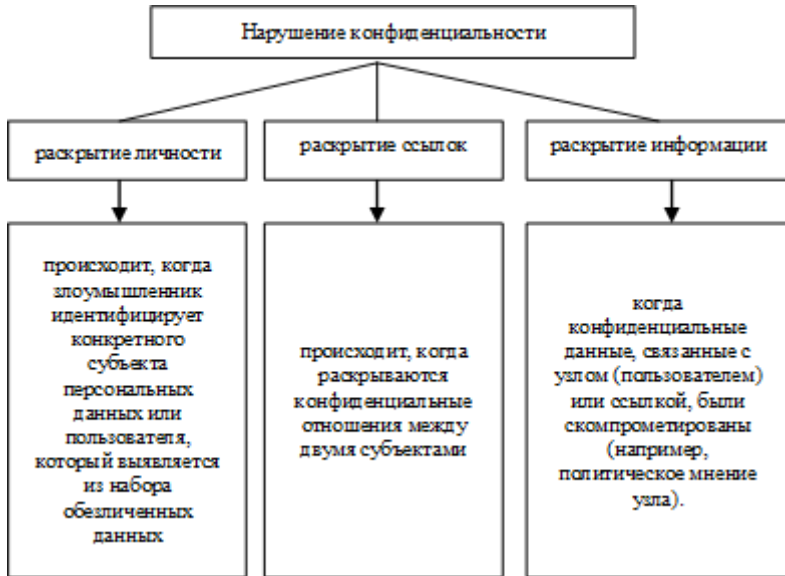 Нарушение конфиденциальности
раскрытие личности
раскрытие ссылок
раскрытие информации
происходит, когда
злоумышленник
идентифицирует
конкретного
субъекта
персональных
данных или
пользователя,
который выявляется
из набора
обезличенных
данных
происходит, когда
раскрываются
конфиденциальные
отношения между
двумя субъектами
когда
конфиденциальные
данные, связанные с
узлом (пользователем)
или ссылкой, были
скомпрометированы
(например,
политическое мнение
узла).